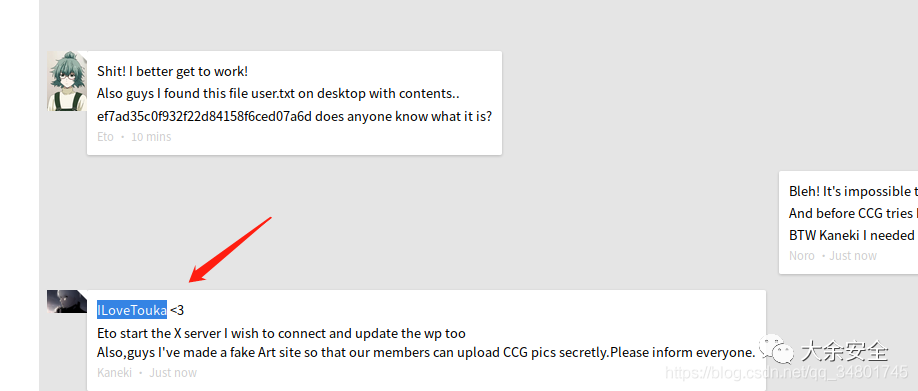 Shit! I better get to work!
Also guys I found this file user.txt on desktop with contents..
ef7ad35c0f932f22d84158f6ced07a6d does anyone know what it is?
Eto · 10 mins
Bleh! It's impossible t
And before CCG tries
BTW Kaneki I needed
Noro · Just now
ILoveTouka <3
Eto start the X server I wish to connect and update the wp too
Also,guys I've made a fake Art site so that our members can upload CCG pics secretly.Please inform everyone.
Kaneki · Just now
大余安全
https://blog.csdn.net/qq_34801745